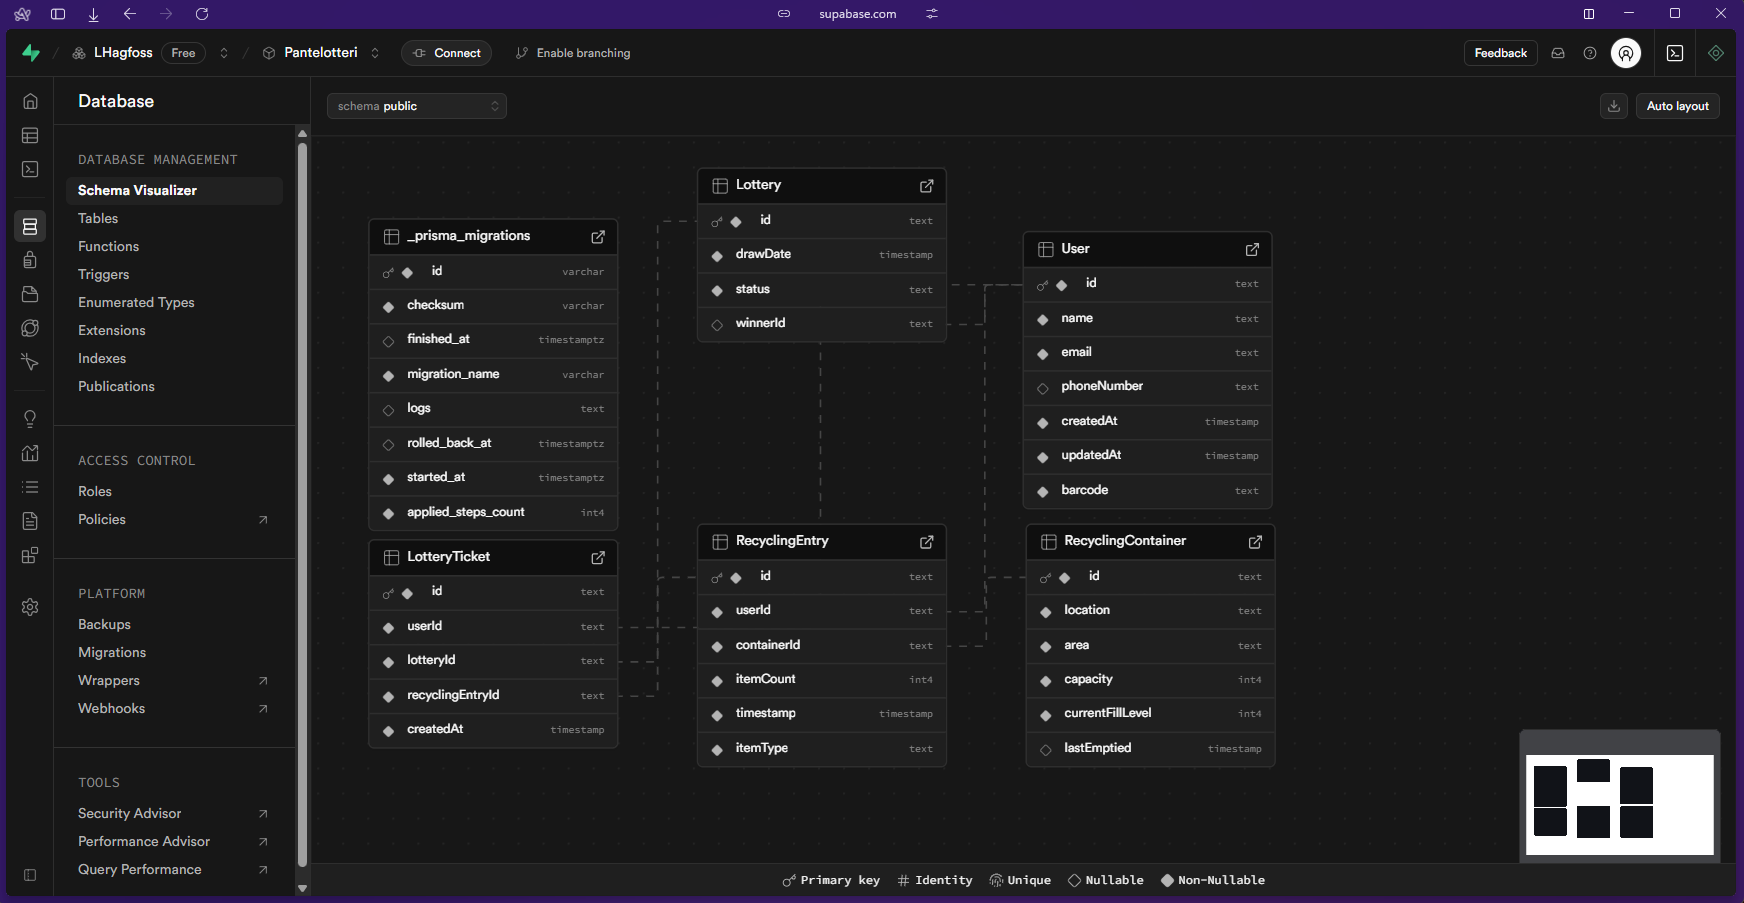 supabase.com
LHagfoss Free Pantelotteri Connect Enable branching Feedback
Database
DATABASE MANAGEMENT
Schema Visualizer
Tables
Functions
Triggers
Enumerated Types
Extensions
Indexes
Publications
ACCESS CONTROL
Roles
Policies
PLATFORM
Backups
Migrations
Wrappers
Webhooks
TOOLS
Security Advisor
Performance Advisor
Query Performance
schema public
Auto layout
_prisma_migrations
id varchar
checksum varchar
finished_at timestamptz
migration_name varchar
logs text
rolled_back_at timestamptz
started_at timestamptz
applied_steps_count int4
LotteryTicket
id text
userId text
lotteryId text
recyclingEntryId text
createdAt timestamp
Lottery
id text
drawDate timestamp
status text
winnerId text
RecyclingEntry
id text
userId text
containerId text
itemCount int4
timestamp timestamp
itemType text
User
id text
name text
email text
phoneNumber text
createdAt timestamp
updatedAt timestamp
barcode text
RecyclingContainer
id text
location text
area text
capacity int4
currentFillLevel int4
lastEmptied timestamp
Primary key Identity Unique Nullable Non-Nullable